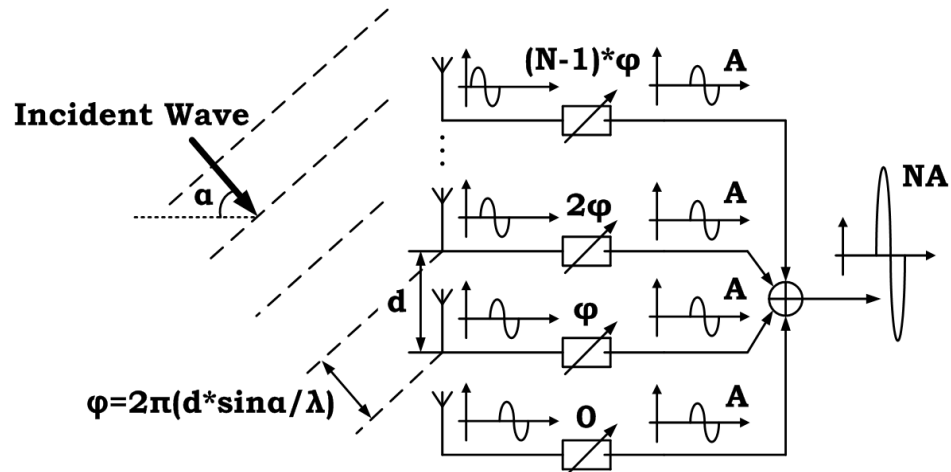 (N-1)*φ
A
Incident Wave
α
NA
2φ
A
d
φ
A
φ=2π(d*sinα/λ)
0
A